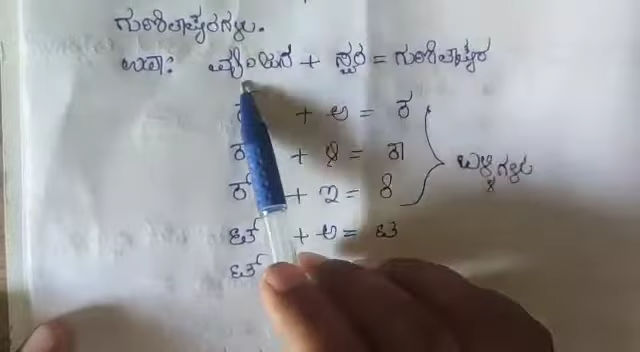 ಗುಣಿತಾಕ್ಷರಗಳು.
ಉದಾ: ವ್ಯಂಜನ + ಸ್ವರ = ಗುಣಿತಾಕ್ಷರ
ಕ್ + ಅ = ಕ
ಕ್ + ಆ = ಕಾ ಬಳ್ಳಿಗಳು
ಕ್ + ಇ = ಕಿ
+ ಅ =